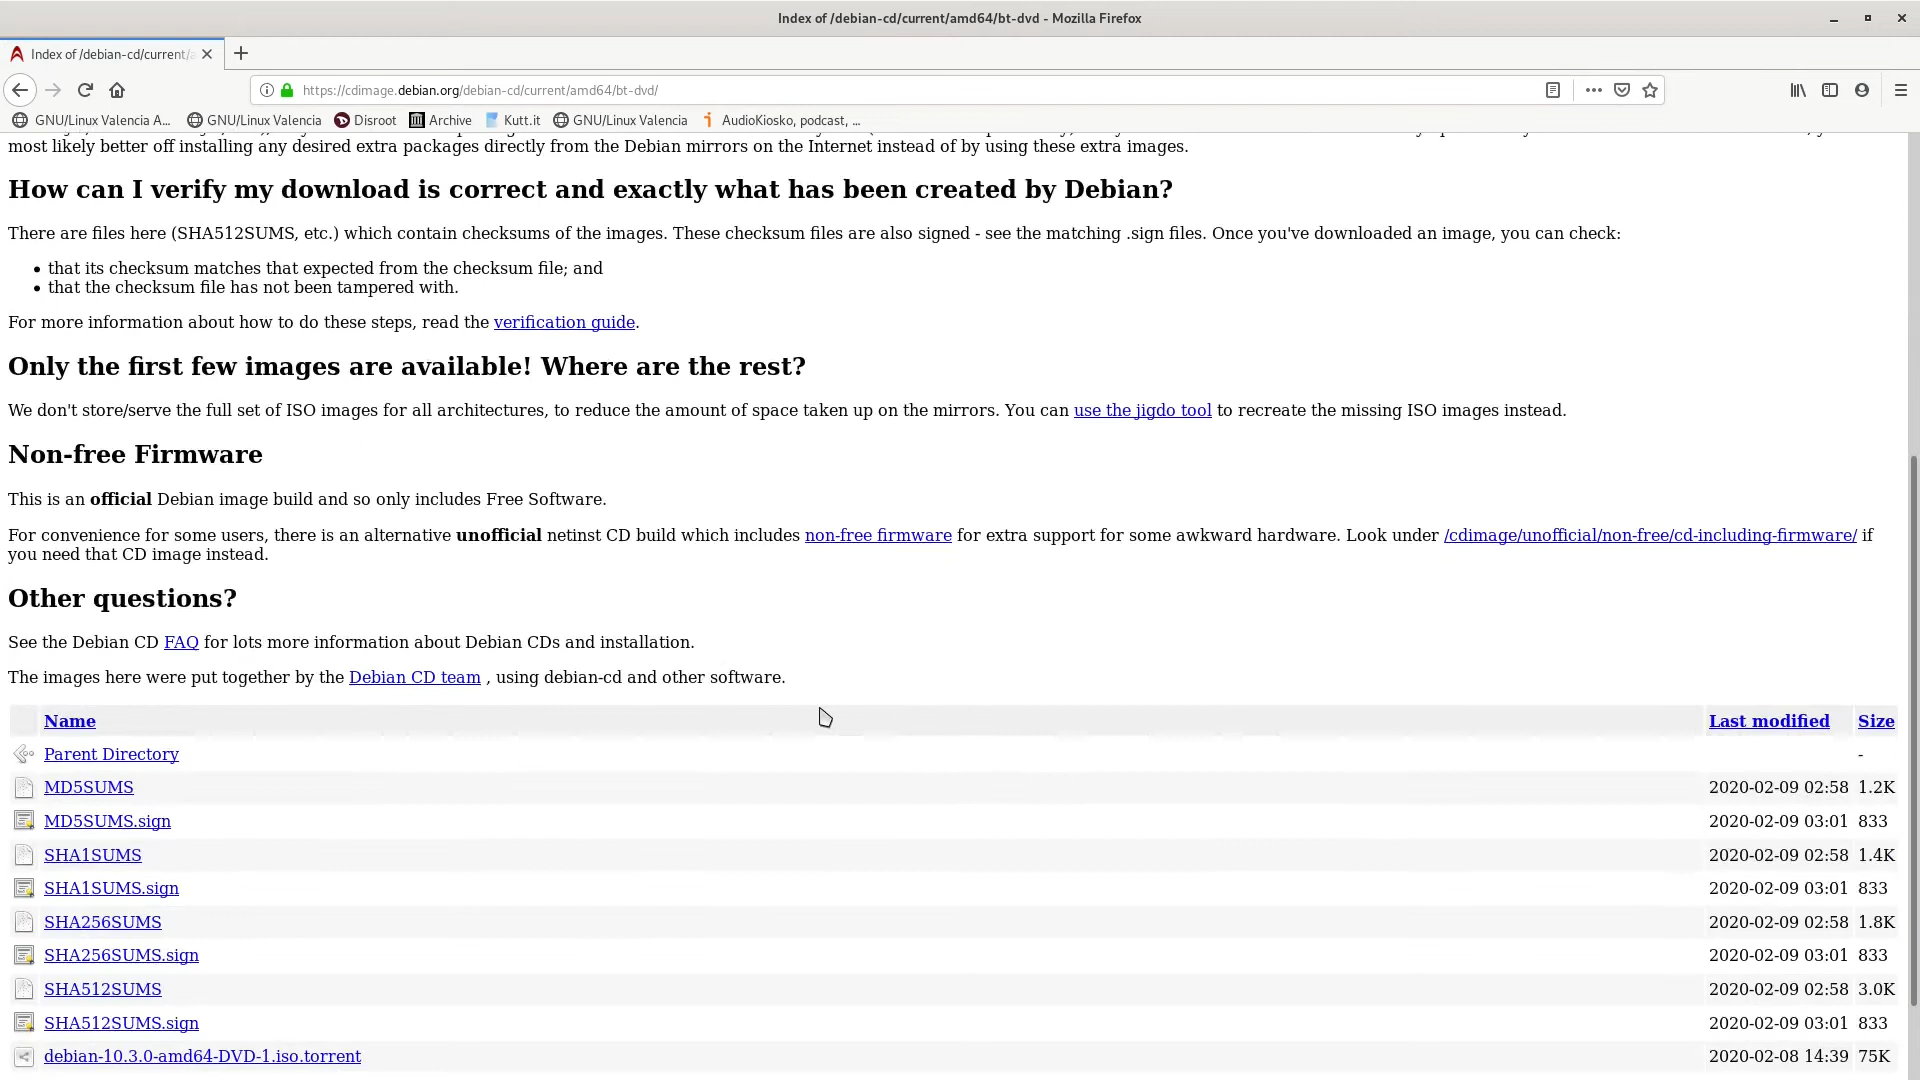 Index of /debian-cd/current/amd64/bt-dvd - Mozilla Firefox
Index of /debian-cd/current/a
https://cdimage.debian.org/debian-cd/current/amd64/bt-dvd/
GNU/Linux Valencia A... GNU/Linux Valencia Disroot Archive Kutt.it GNU/Linux Valencia AudioKiosko, podcast, ...
most likely better off installing any desired extra packages directly from the Debian mirrors on the Internet instead of by using these extra images.
How can I verify my download is correct and exactly what has been created by Debian?
There are files here (SHA512SUMS, etc.) which contain checksums of the images. These checksum files are also signed - see the matching .sign files. Once you've downloaded an image, you can check:
• that its checksum matches that expected from the checksum file; and
• that the checksum file has not been tampered with.
For more information about how to do these steps, read the verification guide.
Only the first few images are available! Where are the rest?
We don't store/serve the full set of ISO images for all architectures, to reduce the amount of space taken up on the mirrors. You can use the jigdo tool to recreate the missing ISO images instead.
Non-free Firmware
This is an official Debian image build and so only includes Free Software.
For convenience for some users, there is an alternative unofficial netinst CD build which includes non-free firmware for extra support for some awkward hardware. Look under /cdimage/unofficial/non-free/cd-including-firmware/ if
you need that CD image instead.
Other questions?
See the Debian CD FAQ for lots more information about Debian CDs and installation.
The images here were put together by the Debian CD team , using debian-cd and other software.
Name Last modified Size
Parent Directory -
MD5SUMS 2020-02-09 02:58 1.2K
MD5SUMS.sign 2020-02-09 03:01 833
SHA1SUMS 2020-02-09 02:58 1.4K
SHA1SUMS.sign 2020-02-09 03:01 833
SHA256SUMS 2020-02-09 02:58 1.8K
SHA256SUMS.sign 2020-02-09 03:01 833
SHA512SUMS 2020-02-09 02:58 3.0K
SHA512SUMS.sign 2020-02-09 03:01 833
debian-10.3.0-amd64-DVD-1.iso.torrent 2020-02-08 14:39 75K